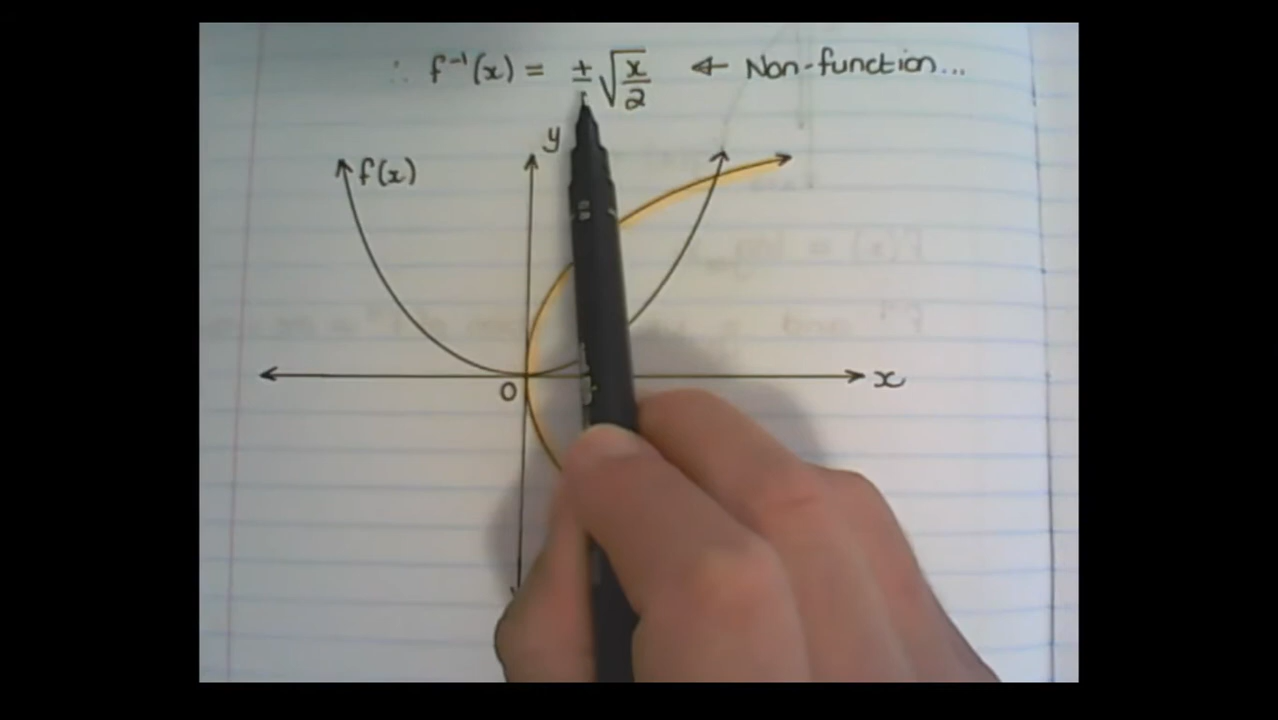 ∴ f⁻¹(x) = ±√(x/2) ← Non-function...
y
f(x)
x
0